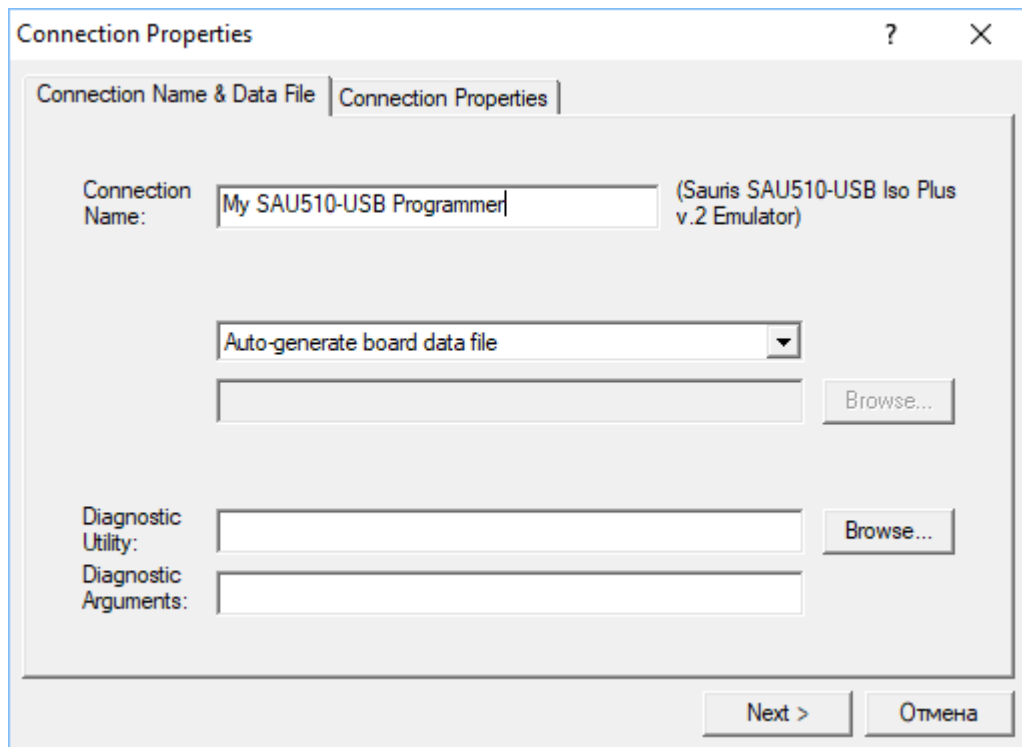 Connection Properties
Connection Name & Data File
Connection Properties
Connection
Name:
My SAU510-USB Programmer
(Sauris SAU510-USB Iso Plus
v.2 Emulator)
Auto-generate board data file
Browse...
Diagnostic
Utility:
Browse...
Diagnostic
Arguments:
Next >
Отмена